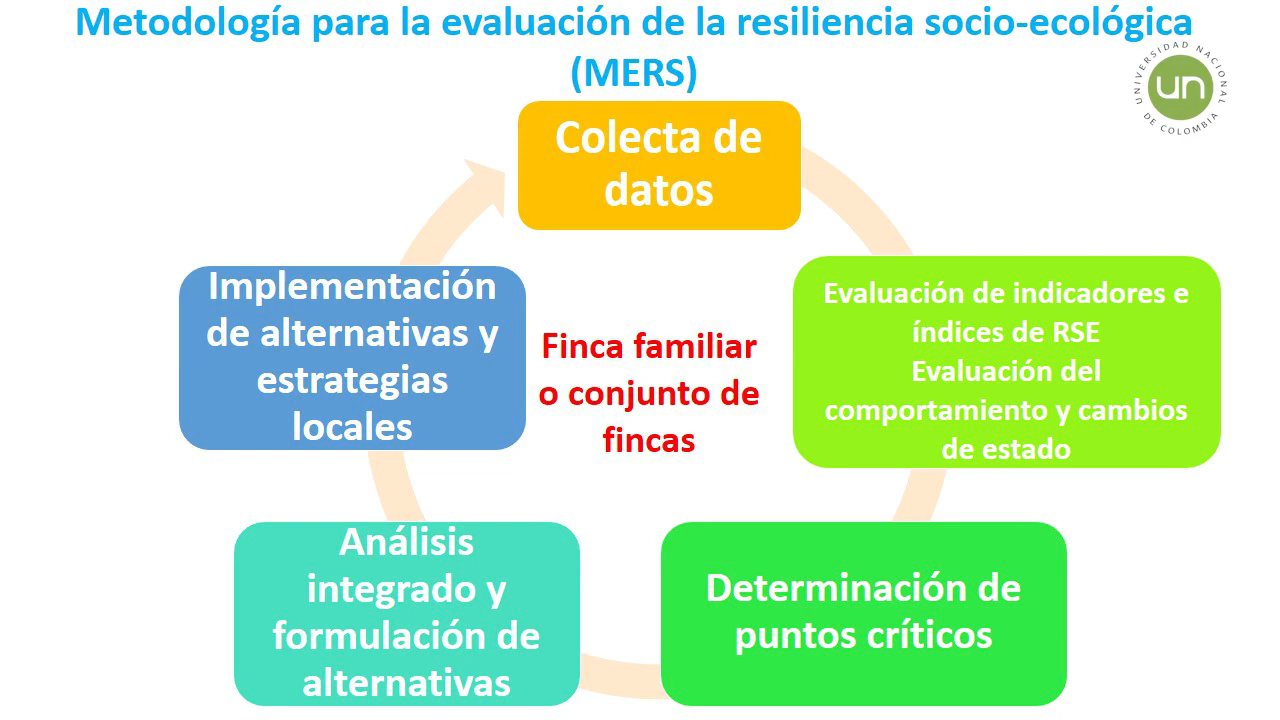 Metodología para la evaluación de la resiliencia socio-ecológica
(MERS)
UNIVERSIDAD NACIONAL
DE COLOMBIA
un
Colecta de
datos
Evaluación de indicadores e
índices de RSE
Evaluación del
comportamiento y cambios
de estado
Determinación de
puntos críticos
Análisis
integrado y
formulación de
alternativas
Implementación
de alternativas y
estrategias
locales
Finca familiar
o conjunto de
fincas